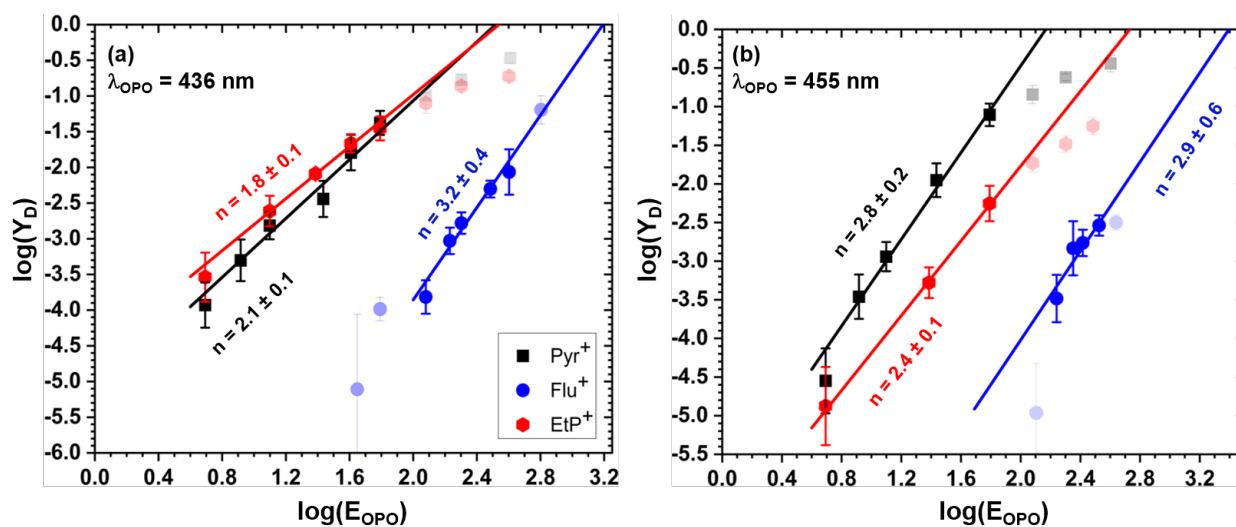 (a)
λOPO = 436 nm
n = 1.8 ± 0.1
n = 2.1 ± 0.1
n = 3.2 ± 0.4
Pyr+
Flu+
EtP+
log(YD)
0.0
-0.5
-1.0
-1.5
-2.0
-2.5
-3.0
-3.5
-4.0
-4.5
-5.0
-5.5
-6.0
0.0 0.4 0.8 1.2 1.6 2.0 2.4 2.8 3.2
log(EOPO)
(b)
λOPO = 455 nm
n = 2.8 ± 0.2
n = 2.4 ± 0.1
n = 2.9 ± 0.6
log(YD)
0.0
-0.5
-1.0
-1.5
-2.0
-2.5
-3.0
-3.5
-4.0
-4.5
-5.0
-5.5
0.0 0.4 0.8 1.2 1.6 2.0 2.4 2.8 3.2
log(EOPO)